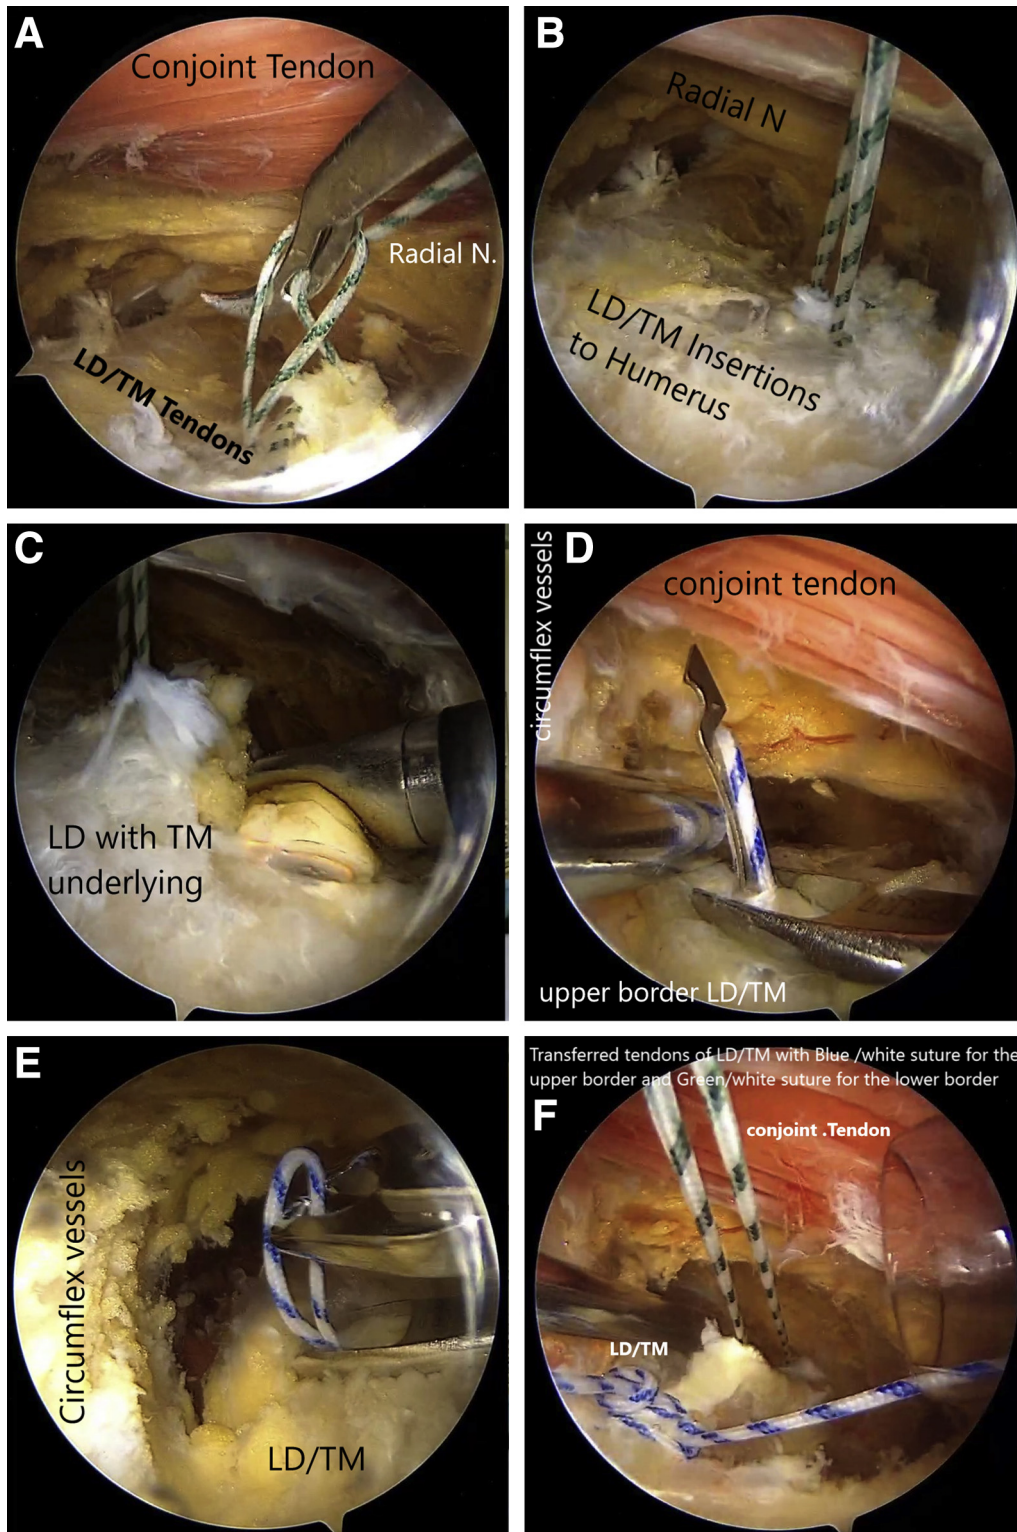 A
Conjoint Tendon
Radial N.
LD/TM Tendons
B
Radial N
LD/TM Insertions
to Humerus
C
LD with TM
underlying
D
circumflex vessels
conjoint tendon
upper border LD/TM
E
Circumflex vessels
LD/TM
Transferred tendons of LD/TM with Blue /white suture for the
upper border and Green/white suture for the lower border
F
conjoint .Tendon
LD/TM